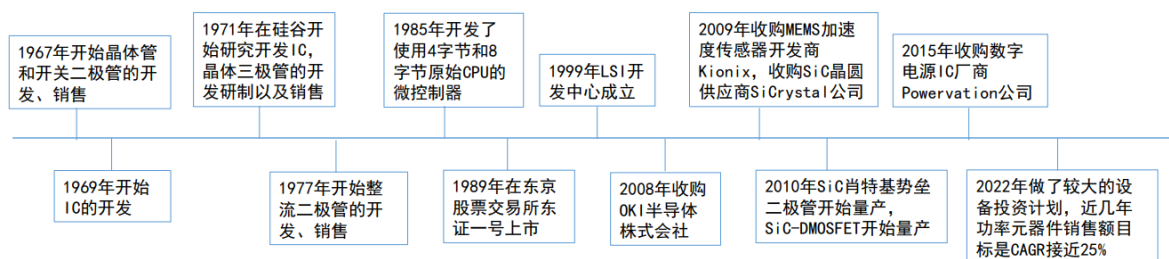 1967年开始晶体管
和开关二极管的开
发、销售
1969年开始
IC的开发
1971年在硅谷开
始研究开发IC，
晶体三极管的开
发研制以及销售
1977年开始整
流二极管的开
发、销售
1985年开发了
使用4字节和8
字节原始CPU的
微控制器
1989年在东京
股票交易所东
证一号上市
1999年LSI开
发中心成立
2008年收购
OKI半导体
株式会社
2009年收购MEMS加速
度传感器开发商
Kionix，收购SiC晶圆
供应商SiCrystal公司
2010年SiC肖特基势垒
二极管开始量产，
SiC-DMOSFET开始量产
2015年收购数字
电源IC厂商
Powervation公司
2022年做了较大的设
备投资计划，近几年
功率元器件销售额目
标是CAGR接近25%